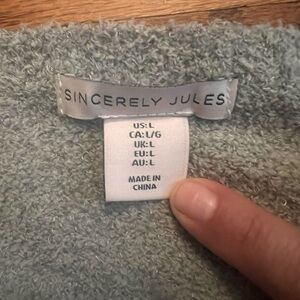 SINCERELY JULES
US:L
CA:L/G
UK:L
EU:L
AU:L
MADE IN
CHINA